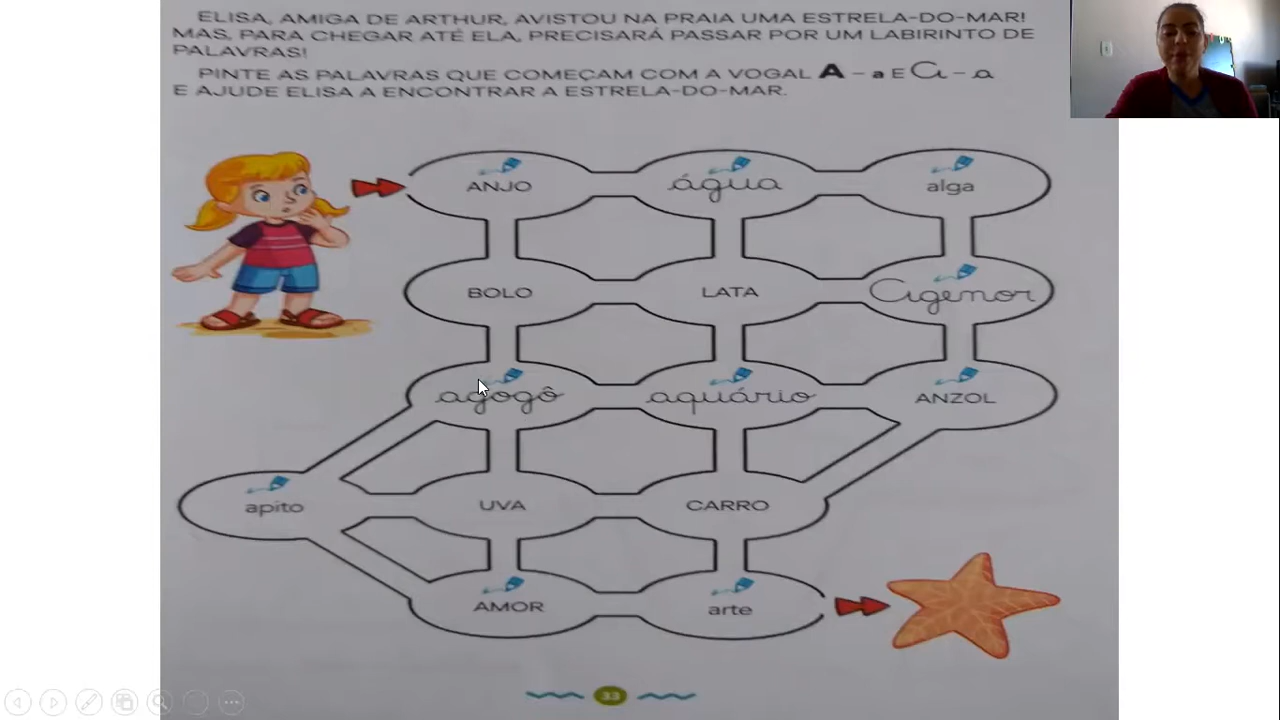 ELISA, AMIGA DE ARTHUR, AVISTOU NA PRAIA UMA ESTRELA-DO-MAR!
MAS, PARA CHEGAR ATÉ ELA, PRECISARÁ PASSAR POR UM LABIRINTO DE
PALAVRAS!
PINTE AS PALAVRAS QUE COMEÇAM COM A VOGAL A - a E A - a
E AJUDE ELISA A ENCONTRAR A ESTRELA-DO-MAR.
ANJO água alga
BOLO LATA Agenor
agogô aquário ANZOL
apito UVA CARRO
AMOR arte
33